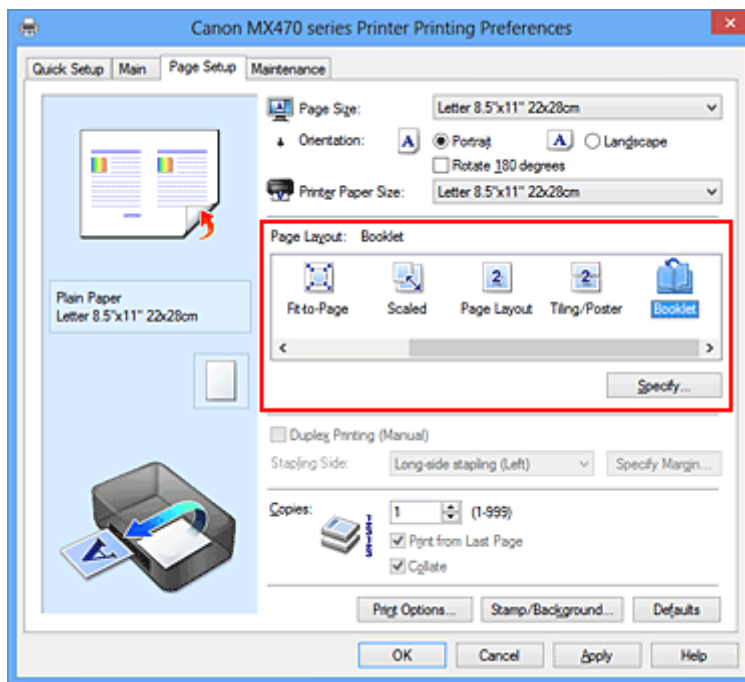 Canon MX470 series Printer Printing Preferences
Quick Setup Main Page Setup Maintenance
Page Size: Letter 8.5"x11" 22x28cm
Orientation: A Portrait A Landscape
Rotate 180 degrees
Printer Paper Size: Letter 8.5"x11" 22x28cm
Page Layout: Booklet
Fit-to-Page Scaled Page Layout Tiling/Poster Booklet
Plain Paper
Letter 8.5"x11" 22x28cm
Specify...
Duplex Printing (Manual)
Stapling Side: Long-side stapling (Left) Specify Margin...
Copies: 1 (1-999)
Print from Last Page
Collate
Print Options... Stamp/Background... Defaults
OK Cancel Apply Help